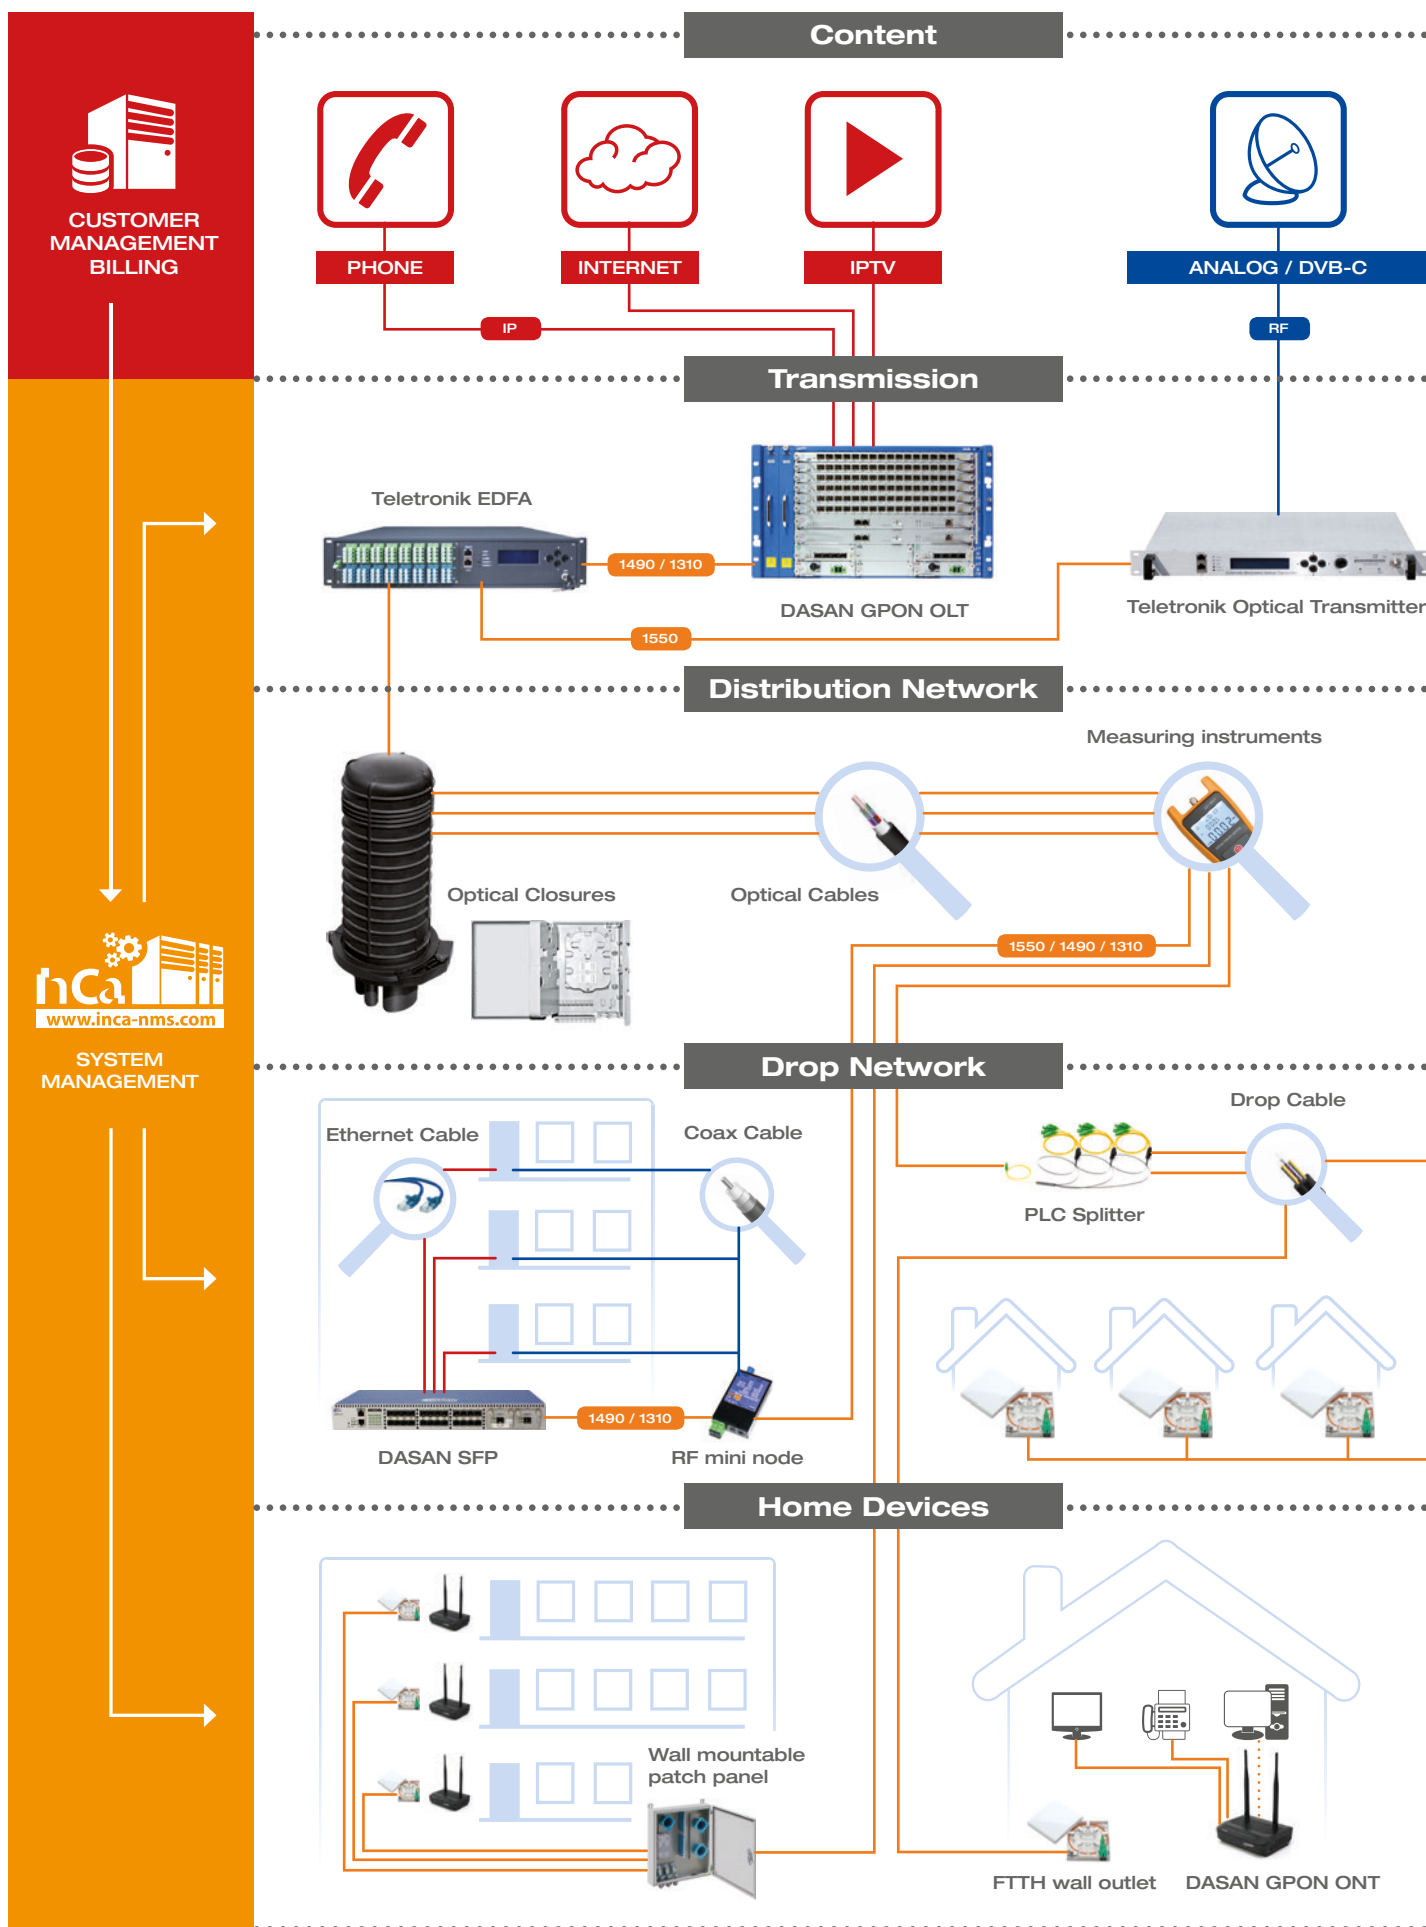 Content
CUSTOMER
MANAGEMENT
BILLING
PHONE
INTERNET
IPTV
ANALOG / DVB-C
IP
RF
Transmission
Teletronik EDFA
1490 / 1310
DASAN GPON OLT
Teletronik Optical Transmitter
1550
Distribution Network
Measuring instruments
Optical Closures
Optical Cables
1550 / 1490 / 1310
inca
www.inca-nms.com
SYSTEM
MANAGEMENT
Drop Network
Drop Cable
Ethernet Cable
Coax Cable
PLC Splitter
1490 / 1310
DASAN SFP
RF mini node
Home Devices
Wall mountable
patch panel
FTTH wall outlet
DASAN GPON ONT